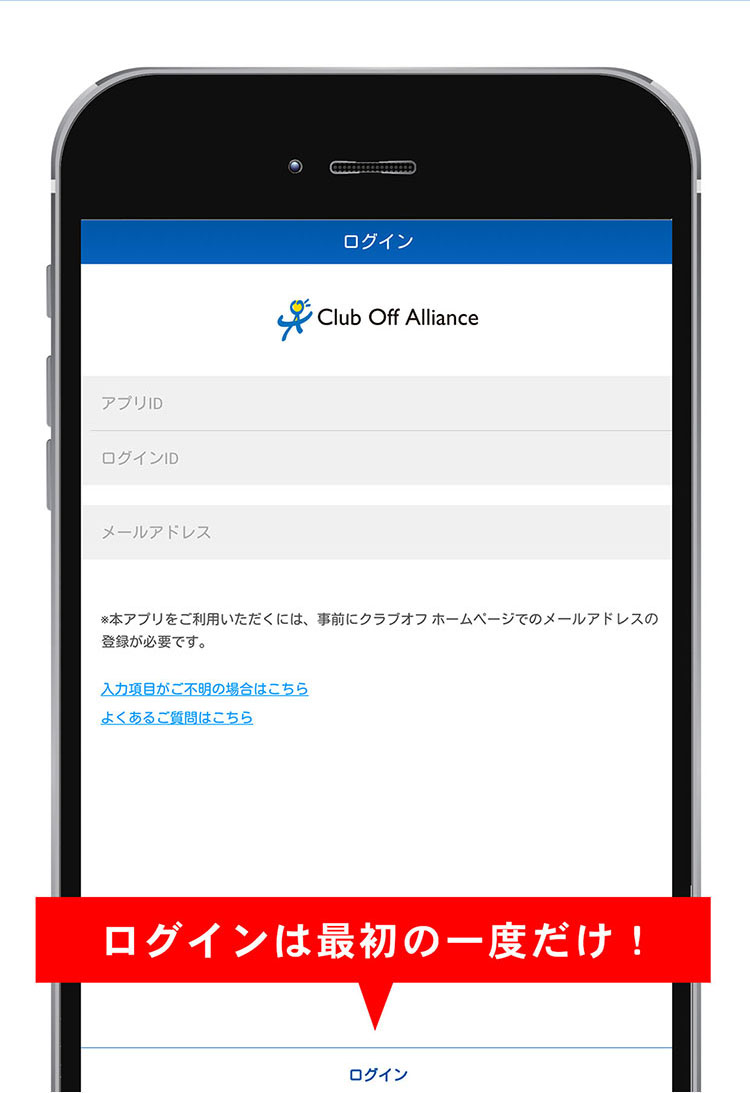 ログイン
Club Off Alliance
アプリID
ログインID
メールアドレス
※本アプリをご利用いただくには、事前にクラブオフ ホームページでのメールアドレスの
登録が必要です。
入力項目がご不明の場合はこちら
よくあるご質問はこちら
ログインは最初の一度だけ！
ログイン